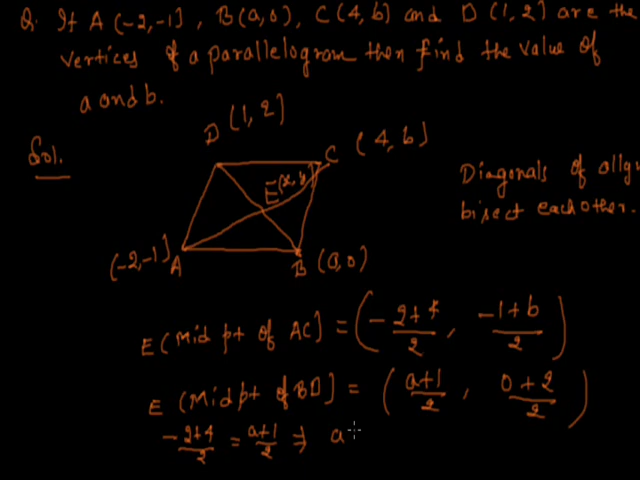 Q. If A (-2,-1], B(a,0), C(4,b) and D (1,2] are the
vertices of a parallelogram then find the value of
a and b.
Sol.
D (1,2]
C (4,b)
E (x,y]
Diagonals of
bisect each other.
(-2,-1] A
B (a,0)
E (Mid pt of AC] = (-2+4/2, -1+b/2)
E (Mid pt of BD] = (a+1/2, 0+2/2)
-2+4/2 = a+1/2 ⇒ a